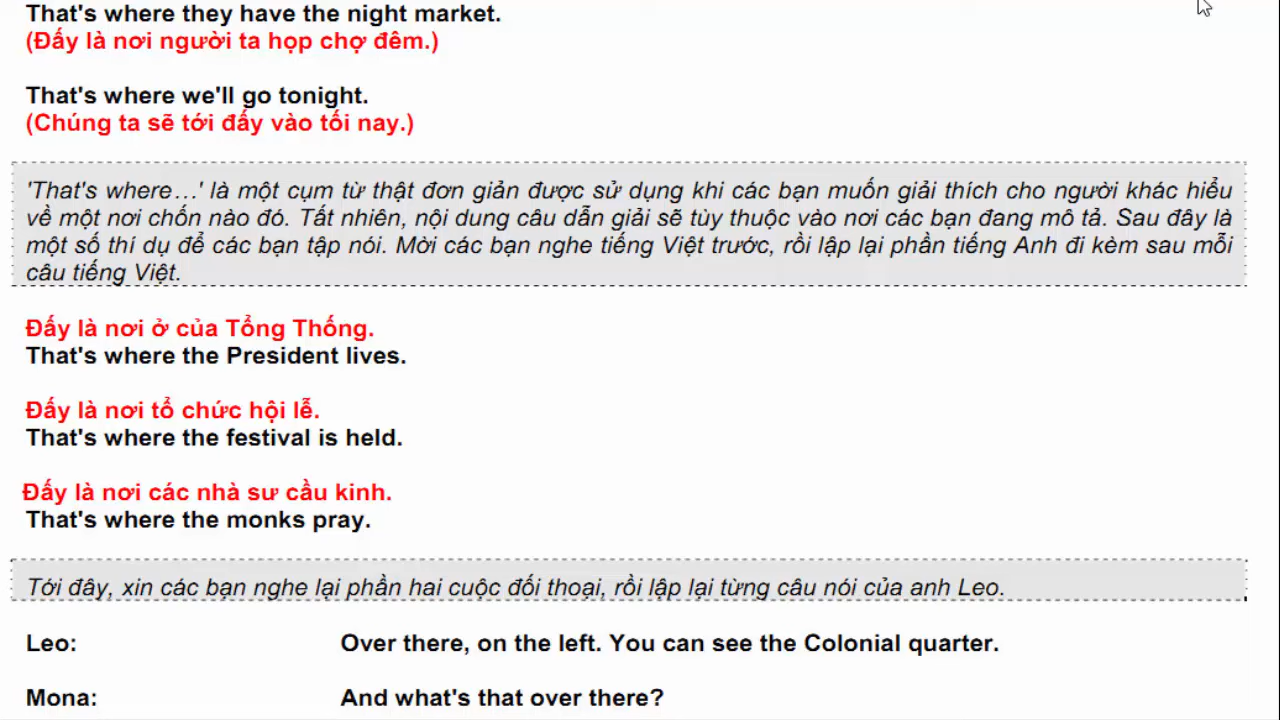 That's where they have the night market.
(Đấy là nơi người ta họp chợ đêm.)
That's where we'll go tonight.
(Chúng ta sẽ tới đấy vào tối nay.)
'That's where…' là một cụm từ thật đơn giản được sử dụng khi các bạn muốn giải thích cho người khác hiểu
về một nơi chốn nào đó. Tất nhiên, nội dung câu dẫn giải sẽ tùy thuộc vào nơi các bạn đang mô tả. Sau đây là
một số thí dụ để các bạn tập nói. Mời các bạn nghe tiếng Việt trước, rồi lập lại phần tiếng Anh đi kèm sau mỗi
câu tiếng Việt.
Đấy là nơi ở của Tổng Thống.
That's where the President lives.
Đấy là nơi tổ chức hội lễ.
That's where the festival is held.
Đấy là nơi các nhà sư cầu kinh.
That's where the monks pray.
Tới đây, xin các bạn nghe lại phần hai cuộc đối thoại, rồi lập lại từng câu nói của anh Leo.
Leo: Over there, on the left. You can see the Colonial quarter.
Mona: And what's that over there?